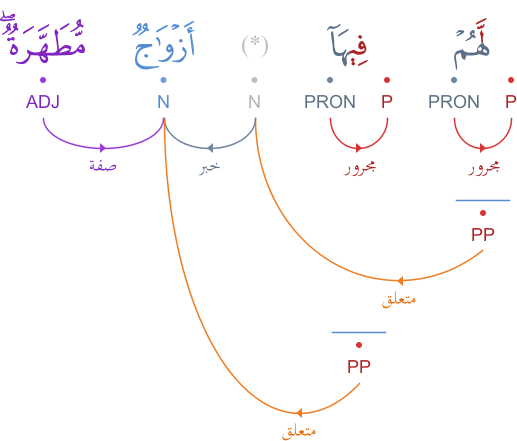 لَّهُمْ فِيهَآ (*) أَزْوَٰجٌ مُّطَهَّرَةٌ ۖ
P PRON P PRON N N ADJ
مجرور مجرور خبر صفة
PP
متعلق
PP
متعلق